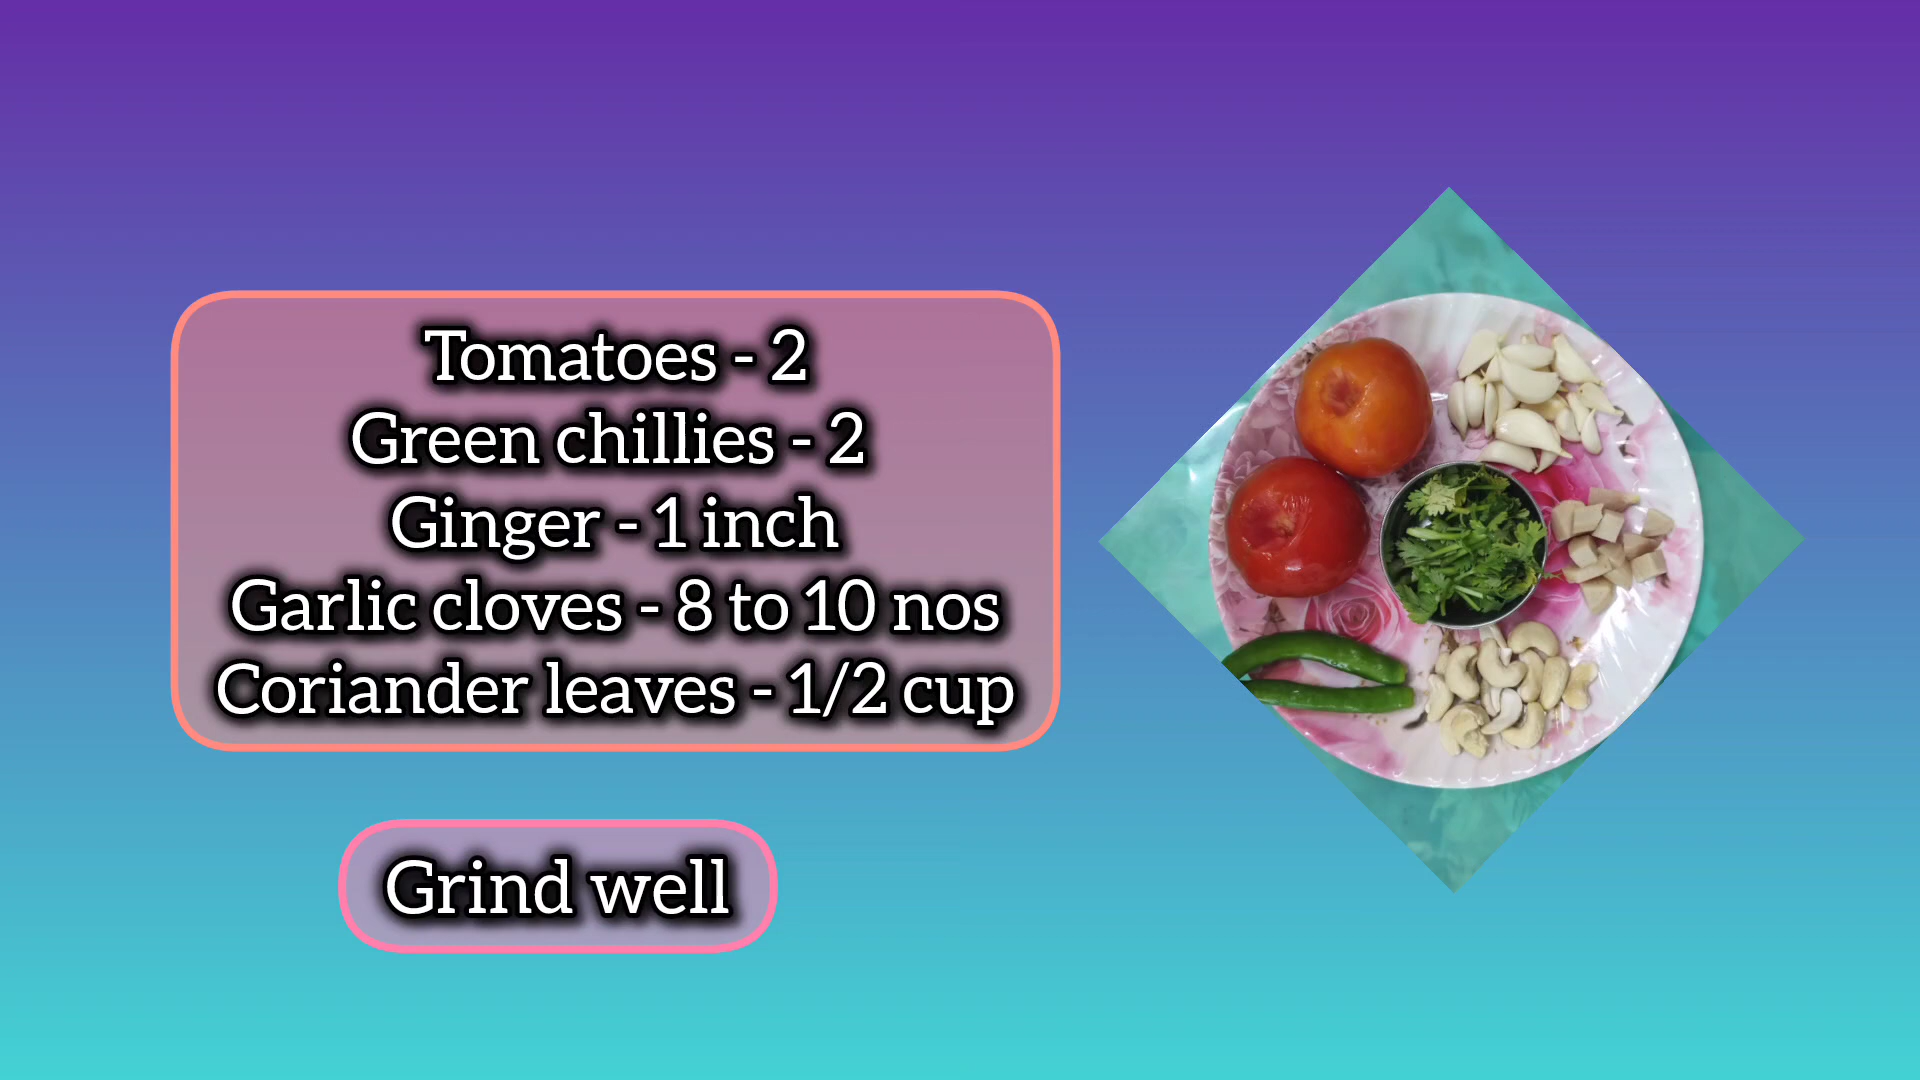 Tomatoes - 2
Green chillies - 2
Ginger - 1 inch
Garlic cloves - 8 to 10 nos
Coriander leaves - 1/2 cup
Grind well